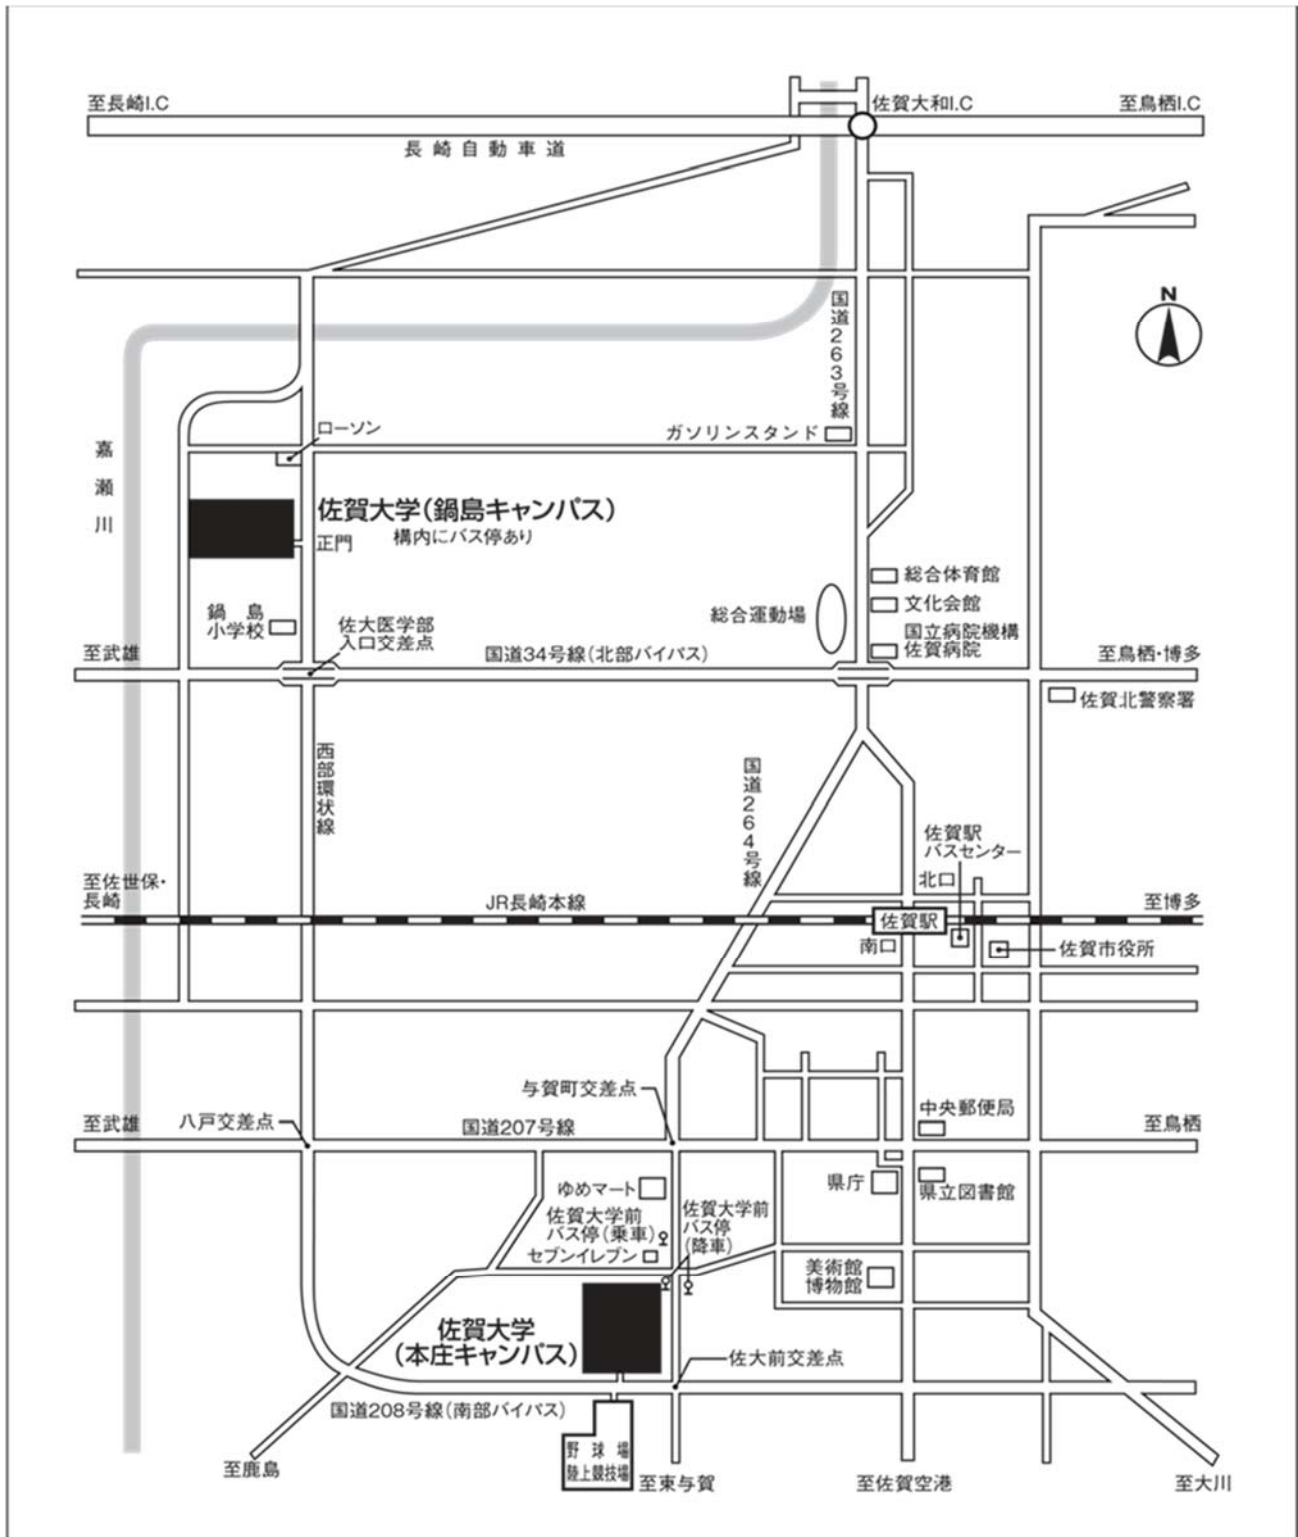 至長崎I.C
佐賀大和I.C
至鳥栖I.C
長崎自動車道
N
国道263号線
ローソン
ガソリンスタンド
嘉瀬川
佐賀大学(鍋島キャンパス)
正門
構内にバス停あり
総合体育館
鍋島
小学校
佐大医学部
入口交差点
総合運動場
文化会館
国立病院機構
佐賀病院
至武雄
国道34号線(北部バイパス)
至鳥栖・博多
佐賀北警察署
西部環状線
国道264号線
佐賀駅
バスセンター
北口
至佐世保・
長崎
JR長崎本線
佐賀駅
至博多
南口
佐賀市役所
与賀町交差点
中央郵便局
至武雄
八戸交差点
国道207号線
至鳥栖
ゆめマート
県庁
県立図書館
佐賀大学前
バス停(乗車)
佐賀大学前
バス停
(降車)
セブンイレブン
美術館
博物館
佐賀大学
(本庄キャンパス)
佐大前交差点
国道208号線(南部バイパス)
野球場
陸上競技場
至鹿島
至東与賀
至佐賀空港
至大川